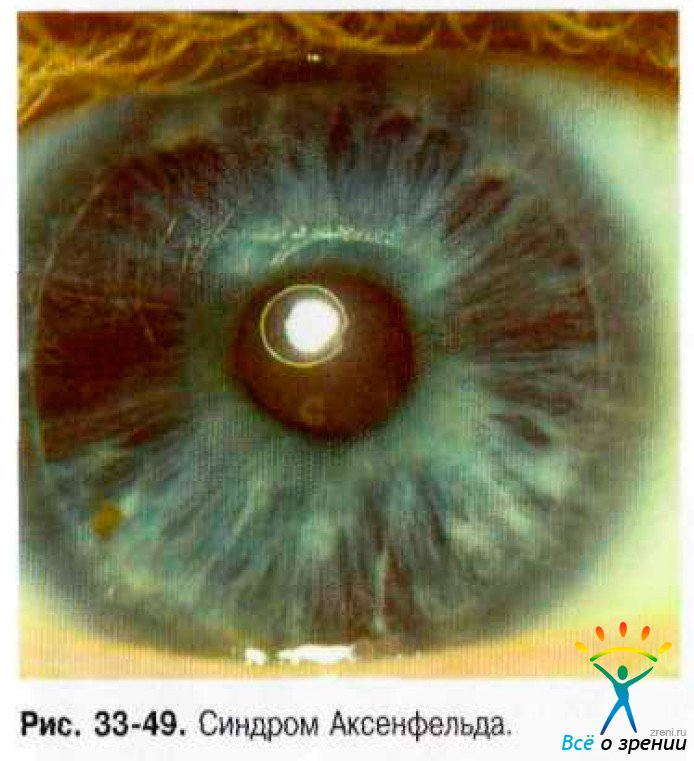 Рис. 33-49. Синдром Аксенфельда.
zreni.ru
Всё о зрении